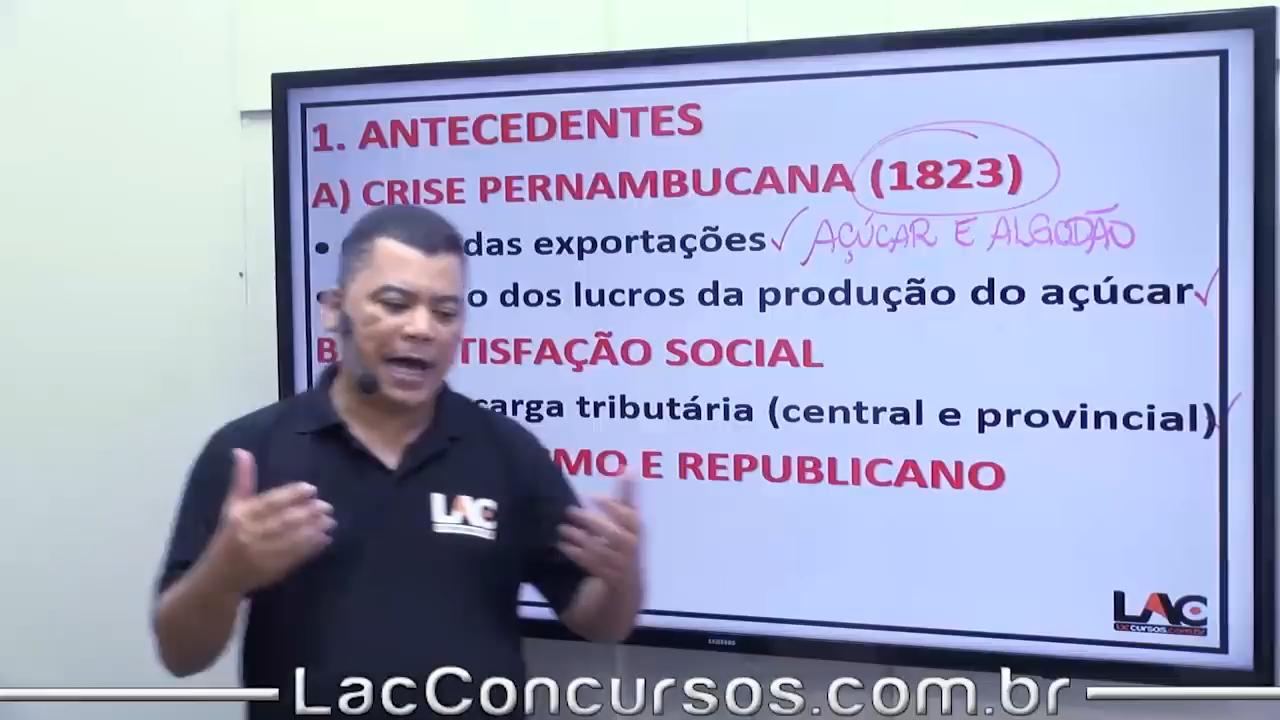 1. ANTECEDENTES
A) CRISE PERNAMBUCANA (1823)
• das exportações ✓ AÇÚCAR E ALGODÃO
dos lucros da produção do açúcar ✓
B TISFAÇÃO SOCIAL
carga tributária (central e provincial) ✓
MO E REPUBLICANO
LAC
LAC
LacConcursos.com.br